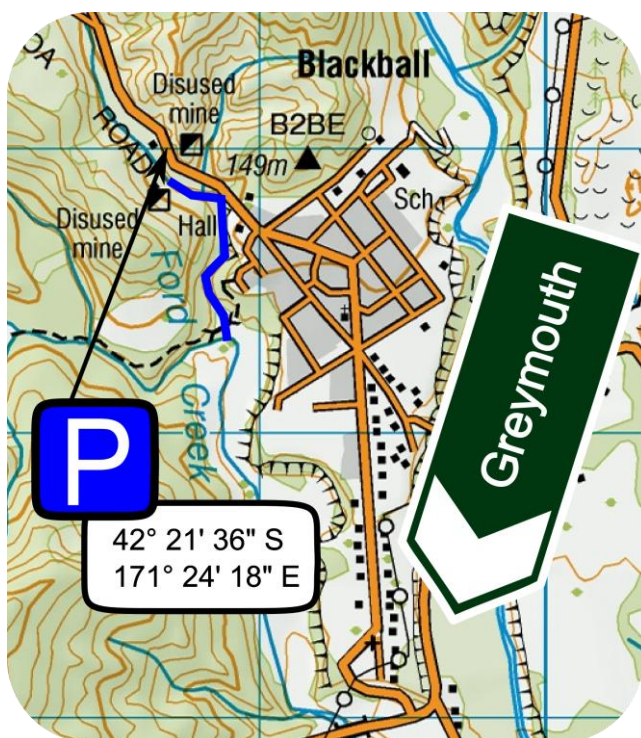 OA
Blackball
Disused
mine
B2BE
149m
ROAD
Sch
Disused
mine
Hall
Ford
Creek
Greymouth
P
42° 21' 36" S
171° 24' 18" E